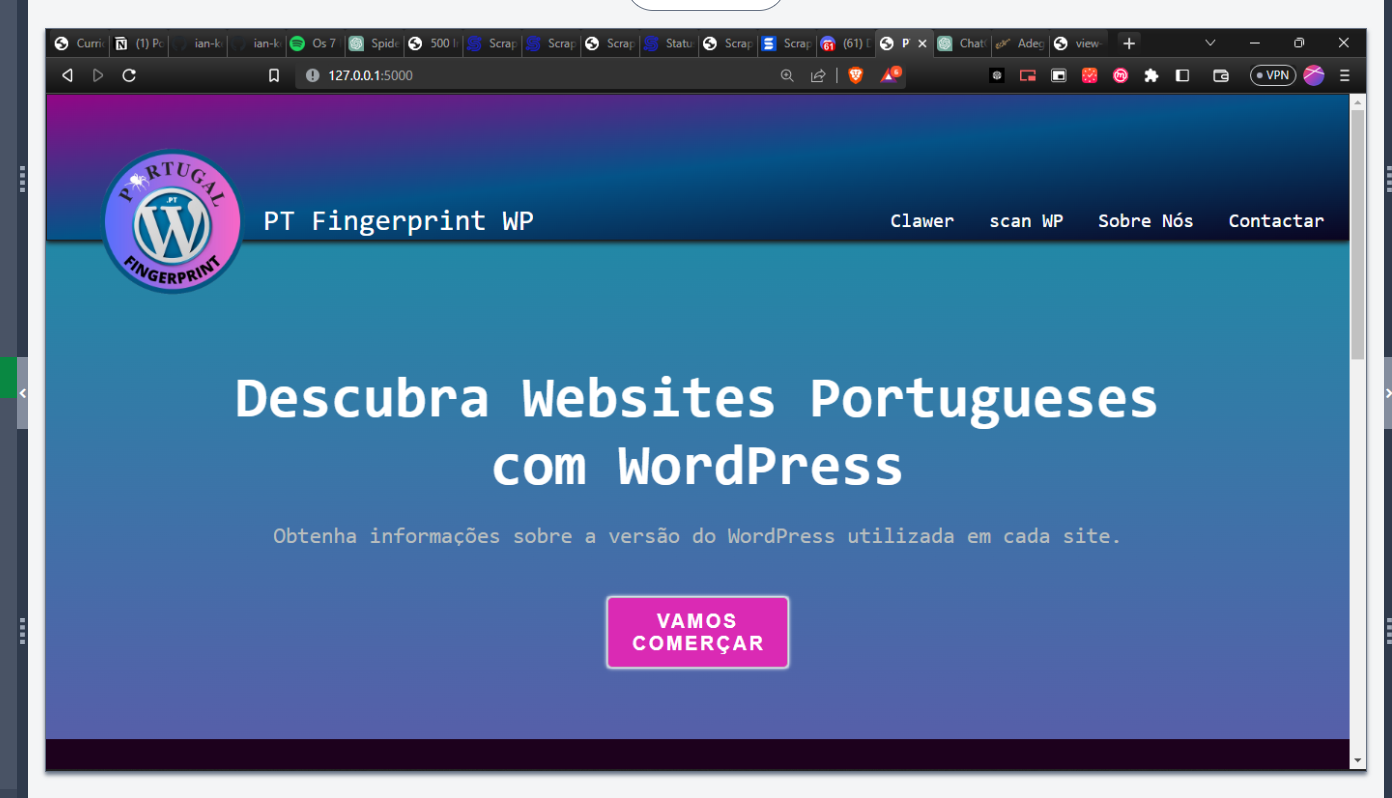 Curri (1) Po ian-k ian-k Os 7 Spide 500 I Scrap Scrap Scrap Statu Scrap Scrap (61) P Chat Adeg view-
127.0.0.1:5000
VPN
PORTUGAL
.PT
W
FINGERPRINT
PT Fingerprint WP
Clawer scan WP Sobre Nós Contactar
Descubra Websites Portugueses
com WordPress
Obtenha informações sobre a versão do WordPress utilizada em cada site.
VAMOS
COMERÇAR